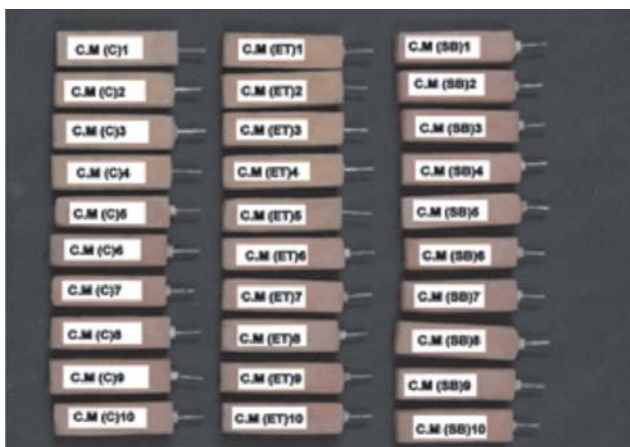 C.M (C)1
C.M (C)2
C.M (C)3
C.M (C)4
C.M (C)5
C.M (C)6
C.M (C)7
C.M (C)8
C.M (C)9
C.M (C)10
C.M (ET)1
C.M (ET)2
C.M (ET)3
C.M (ET)4
C.M (ET)5
C.M (ET)6
C.M (ET)7
C.M (ET)8
C.M (ET)9
C.M (ET)10
C.M (SB)1
C.M (SB)2
C.M (SB)3
C.M (SB)4
C.M (SB)5
C.M (SB)6
C.M (SB)7
C.M (SB)8
C.M (SB)9
C.M (SB)10